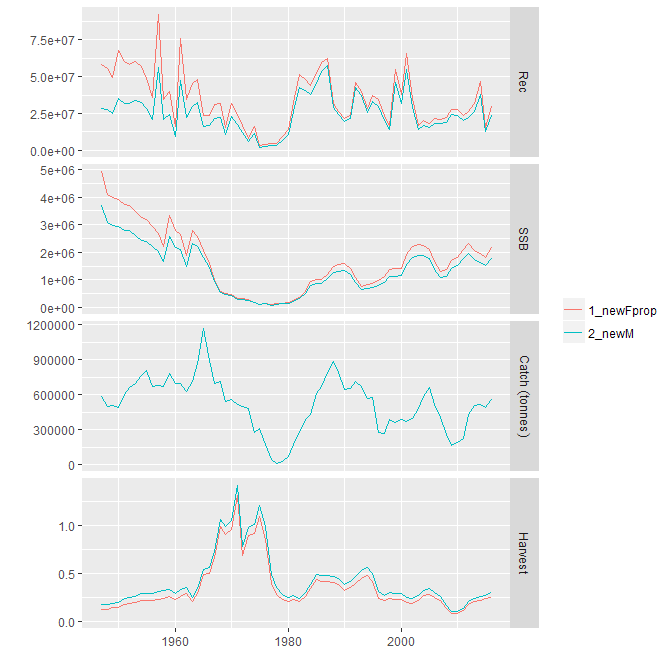 7.5e+07
5.0e+07
2.5e+07
0.0e+00
Rec
5e+06
4e+06
3e+06
2e+06
1e+06
0e+00
SSB
1200000
900000
600000
300000
0
Catch (tonnes )
1.0
0.5
0.0
Harvest
1960
1980
2000
1_newFprop
2_newM